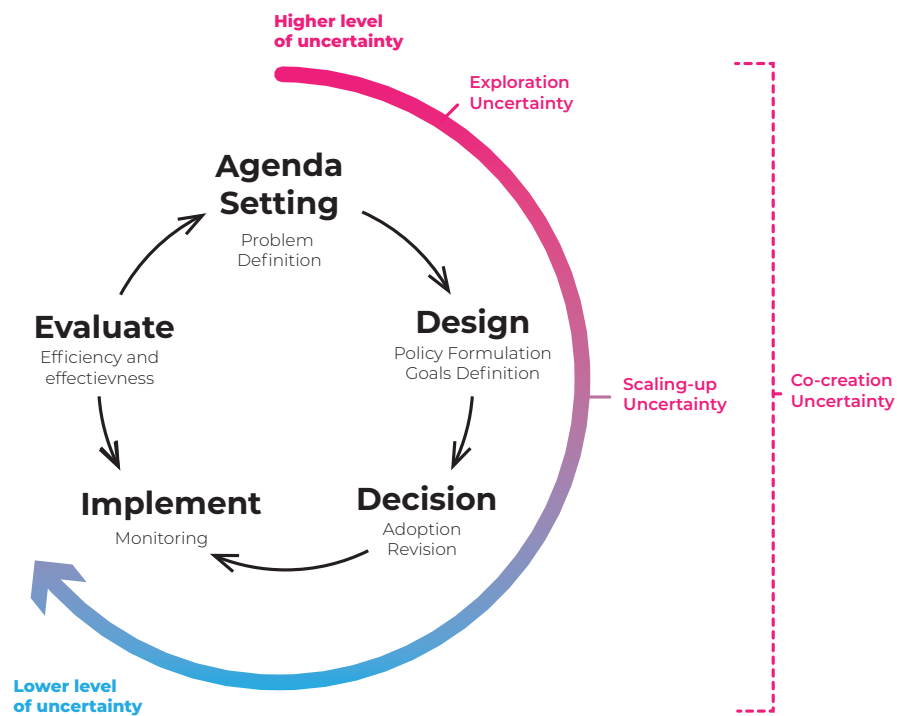 Higher level
of uncertainty
Exploration
Uncertainty
Agenda
Setting
Problem
Definition
Design
Policy Formulation
Goals Definition
Evaluate
Efficiency and
effectievness
Scaling-up
Uncertainty
Co-creation
Uncertainty
Decision
Adoption
Revision
Implement
Monitoring
Lower level
of uncertainty